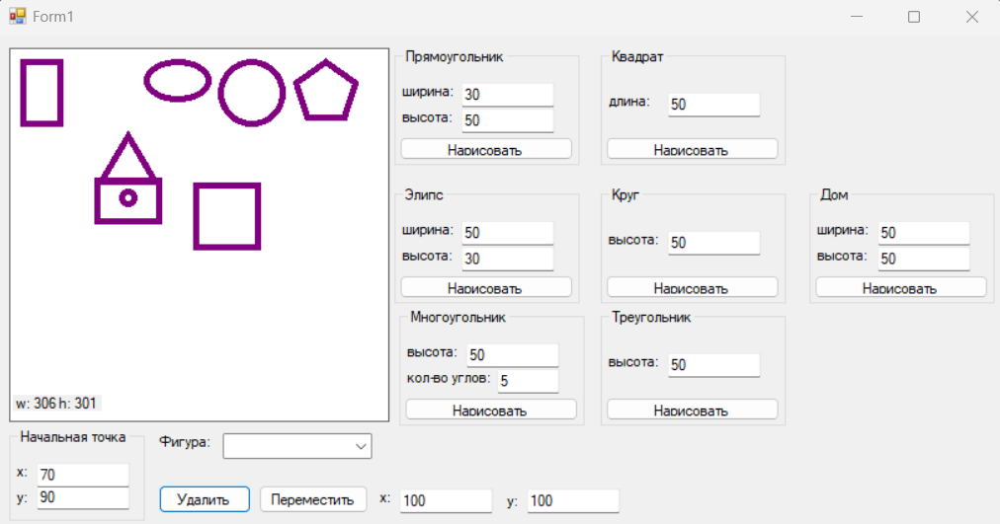 Form1
Прямоугольник
ширина: 30
высота: 50
Нарисовать
Квадрат
длина: 50
Нарисовать
Элипс
ширина: 50
высота: 30
Нарисовать
Круг
высота: 50
Нарисовать
Дом
ширина: 50
высота: 50
Нарисовать
Многоугольник
высота: 50
кол-во углов: 5
Нарисовать
Треугольник
высота: 50
Нарисовать
w: 306 h: 301
Начальная точка
x: 70
y: 90
Фигура:
Удалить Переместить x: 100 y: 100